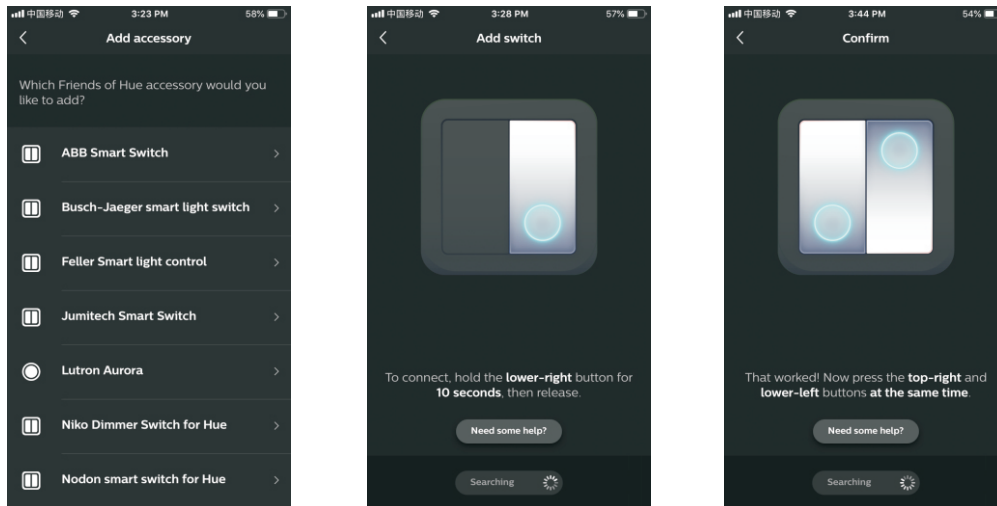 中国移动 3:23 PM 58%
Add accessory
Which Friends of Hue accessory would you
like to add?
ABB Smart Switch
Busch-Jaeger smart light switch
Feller Smart light control
Jumitech Smart Switch
Lutron Aurora
Niko Dimmer Switch for Hue
Nodon smart switch for Hue
中国移动 3:28 PM 57%
Add switch
To connect, hold the lower-right button for
10 seconds, then release.
Need some help?
Searching
中国移动 3:44 PM 54%
Confirm
That worked! Now press the top-right and
lower-left buttons at the same time.
Need some help?
Searching